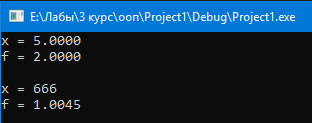 E:\Лабы\3 курс\ооп\Project1\Debug\Project1.exe
x = 5.0000
f = 2.0000
x = 666
f = 1.0045